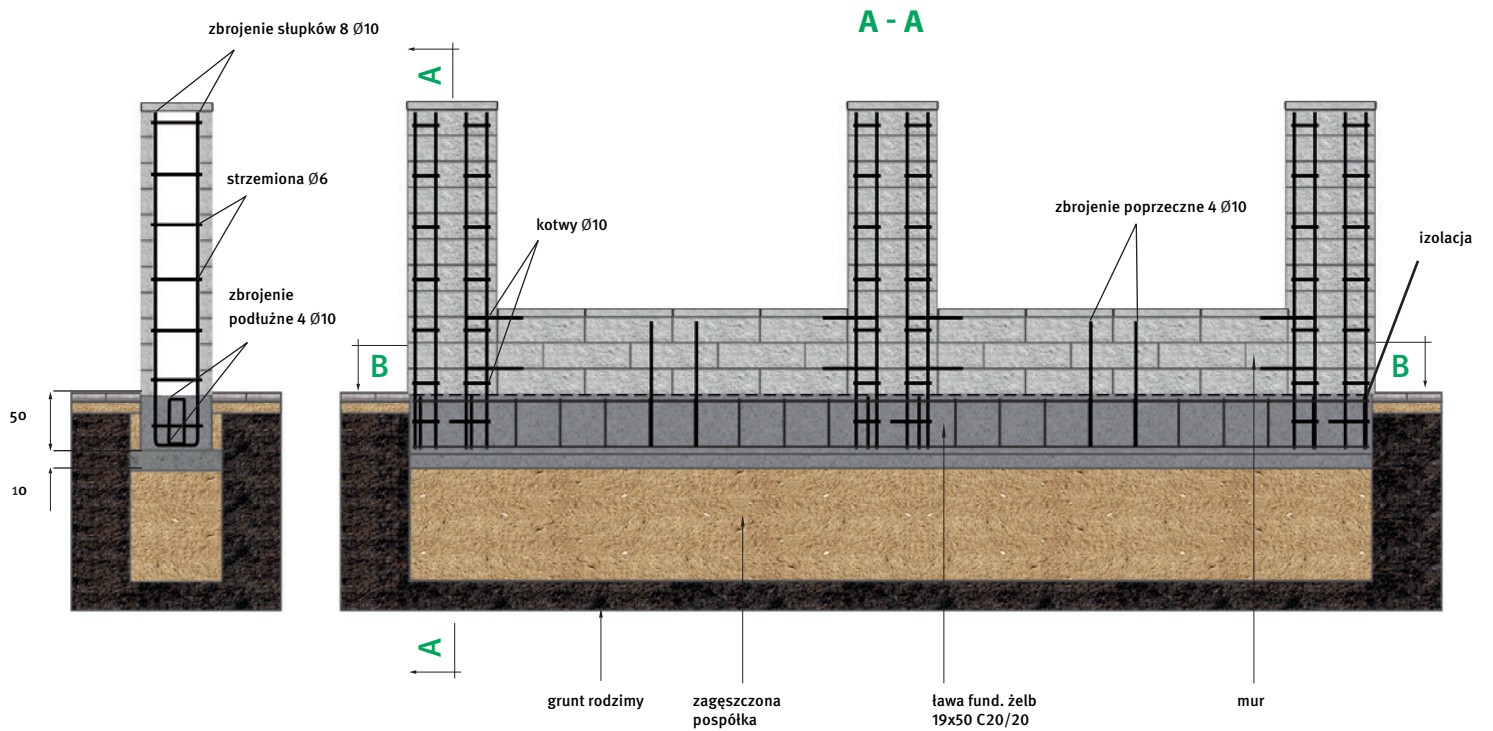 A - A
zbrojenie słupków 8 Ø10
A
strzemiona Ø6
kotwy Ø10
zbrojenie poprzeczne 4 Ø10
izolacja
zbrojenie
podłużne 4 Ø10
B
B
50
10
A
grunt rodzimy
zagęszczona
pospółka
ława fund. żelb
19x50 C20/20
mur